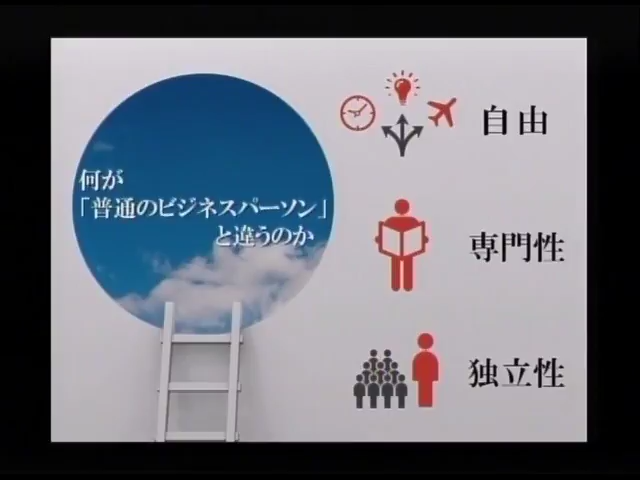 何が
「普通のビジネスパーソン」
と違うのか
自由
専門性
独立性